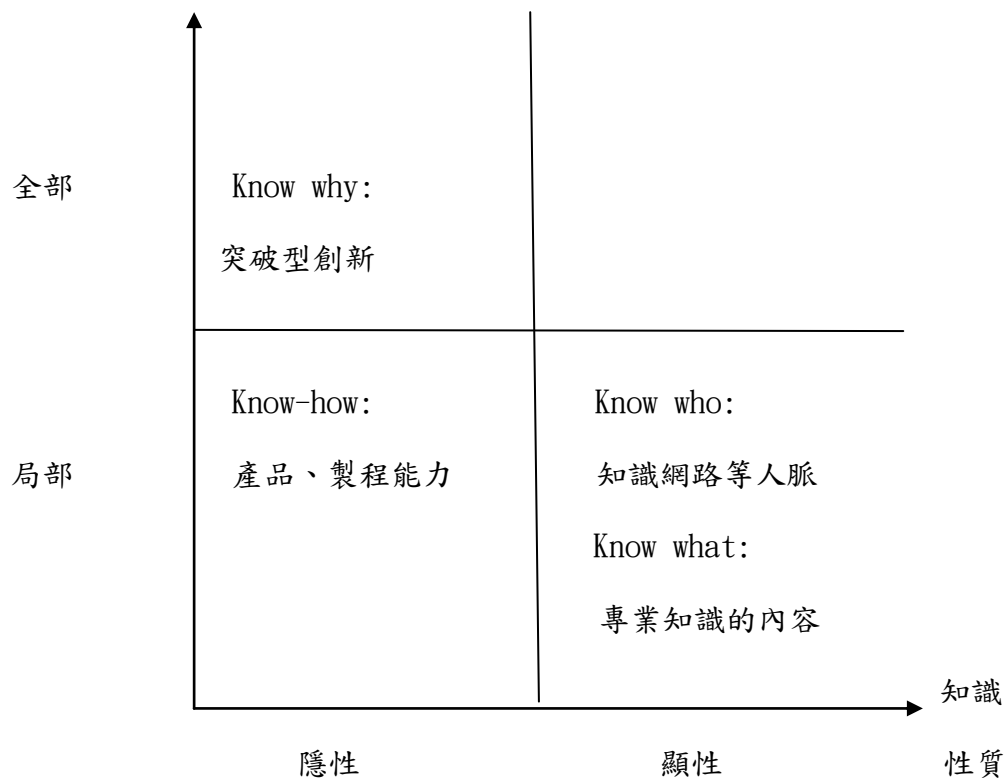 全部
Know why:
突破型創新
局部
Know-how:
產品、製程能力
Know who:
知識網路等人脈
Know what:
專業知識的內容
知識
隱性
顯性
性質